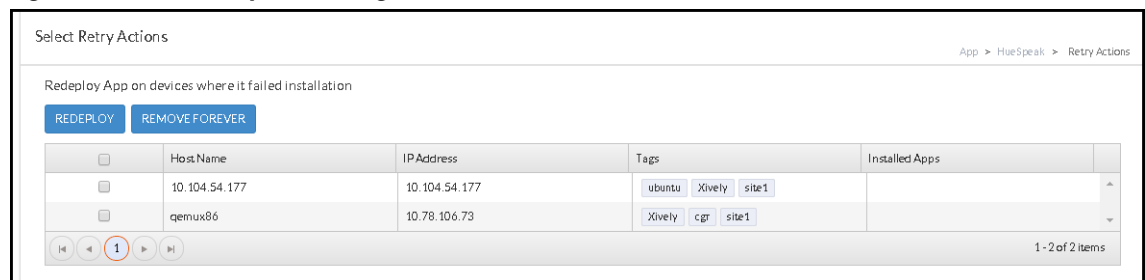 Select Retry Actions
App > HueSpeak > Retry Actions
Redeploy App on devices where it failed installation
REDEPLOY REMOVE FOREVER
Host Name IP Address Tags Installed Apps
10.104.54.177 10.104.54.177 ubuntu Xively site1
qemux86 10.78.106.73 Xively cgr site1
1 1 - 2 of 2 items